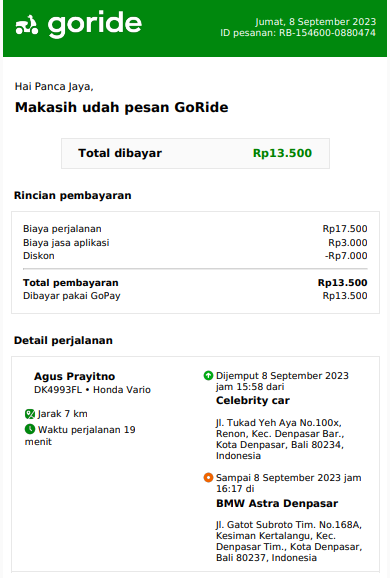 goride
Jumat, 8 September 2023
ID pesanan: RB-154600-0880474
Hai Panca Jaya,
Makasih udah pesan GoRide
Total dibayar Rp13.500
Rincian pembayaran
Biaya perjalanan Rp17.500
Biaya jasa aplikasi Rp3.000
Diskon -Rp7.000
Total pembayaran Rp13.500
Dibayar pakai GoPay Rp13.500
Detail perjalanan
Agus Prayitno
DK4993FL • Honda Vario
Jarak 7 km
Waktu perjalanan 19
menit
Dijemput 8 September 2023
jam 15:58 dari
Celebrity car
Jl. Tukad Yeh Aya No.100x,
Renon, Kec. Denpasar Bar.,
Kota Denpasar, Bali 80234,
Indonesia
Sampai 8 September 2023 jam
16:17 di
BMW Astra Denpasar
Jl. Gatot Subroto Tim. No.168A,
Kesiman Kertalangu, Kec.
Denpasar Tim., Kota Denpasar,
Bali 80237, Indonesia